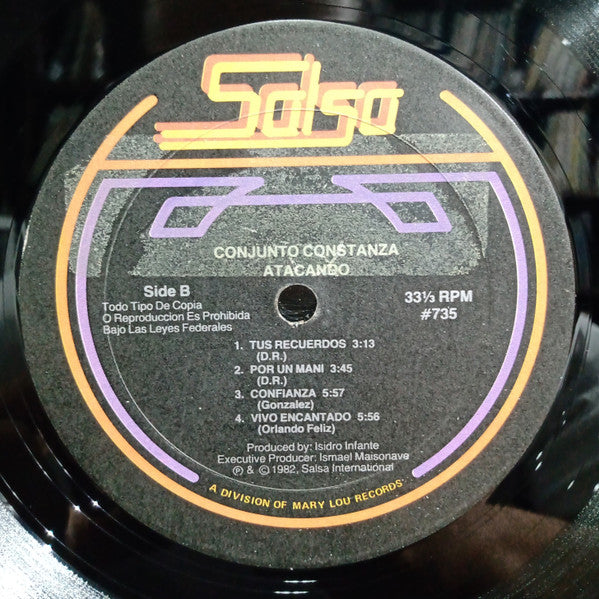 Salsa
CONJUNTO CONSTANZA
ATACANDO
Side B
Todo Tipo De Copia
O Reproduccion Es Prohibida
Bajo Las Leyes Federales
33⅓ RPM
#735
1. TUS RECUERDOS 3:13
(D.R.)
2. POR UN MANI 3:45
(D.R.)
3. CONFIANZA 5:57
(Gonzalez)
4. VIVO ENCANTADO 5:56
(Orlando Feliz)
Produced by: Isidro Infante
Executive Producer: Ismael Maisonave
℗ & © 1982, Salsa International
A DIVISION OF MARY LOU RECORDS